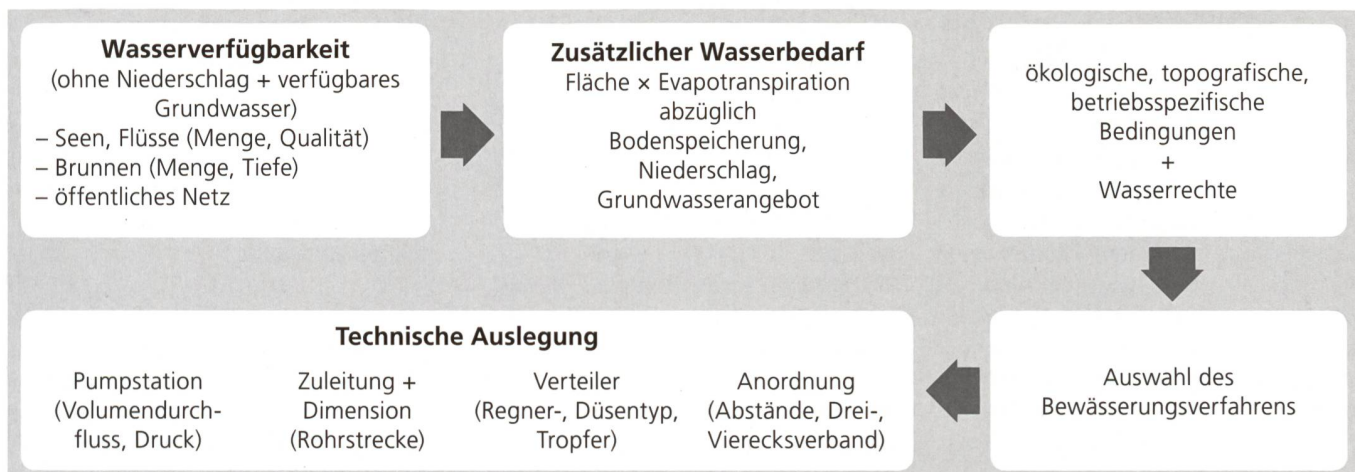 Wasserverfügbarkeit
(ohne Niederschlag + verfügbares
Grundwasser)
– Seen, Flüsse (Menge, Qualität)
– Brunnen (Menge, Tiefe)
– öffentliches Netz
Zusätzlicher Wasserbedarf
Fläche × Evapotranspiration
abzüglich
Bodenspeicherung,
Niederschlag,
Grundwasserangebot
ökologische, topografische,
betriebsspezifische
Bedingungen
+
Wasserrechte
Auswahl des
Bewässerungsverfahrens
Technische Auslegung
Pumpstation
(Volumendurch-
fluss, Druck)
Zuleitung +
Dimension
(Rohrstrecke)
Verteiler
(Regner-, Düsentyp,
Tropfer)
Anordnung
(Abstände, Drei-,
Vierecksverband)